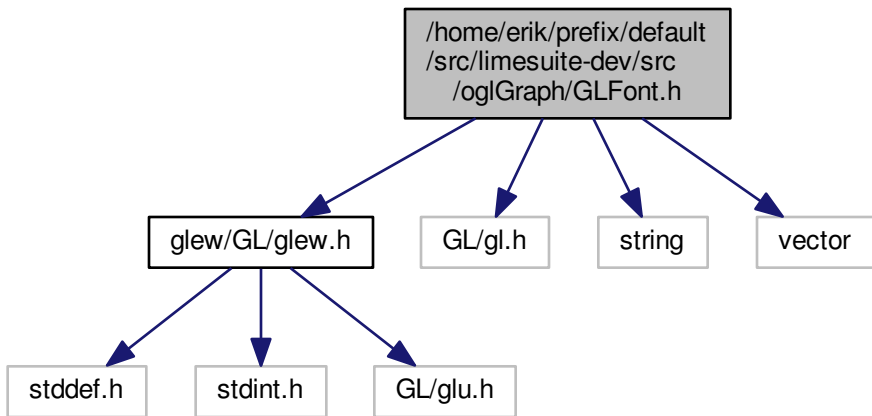 /home/erik/prefix/default
/src/limesuite-dev/src
/oglGraph/GLFont.h
glew/GL/glew.h
GL/gl.h
string
vector
stddef.h
stdint.h
GL/glu.h